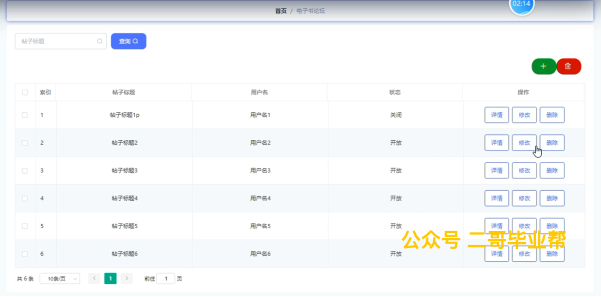 02:14
首页 / 电子书论坛
帖子标题 查询
+
索引 帖子标题 用户名 状态 操作
1 帖子标题1p 用户名1 关闭 详情 修改 删除
2 帖子标题2 用户名2 开放 详情 修改 删除
3 帖子标题3 用户名3 开放 详情 修改 删除
4 帖子标题4 用户名4 开放 详情 修改 删除
5 帖子标题5 用户名5 开放 详情 修改 删除
公众号 二哥毕业帮
6 帖子标题6 用户名6 开放 详情 修改 删除
共 6 条 10条/页 1 前往 1 页